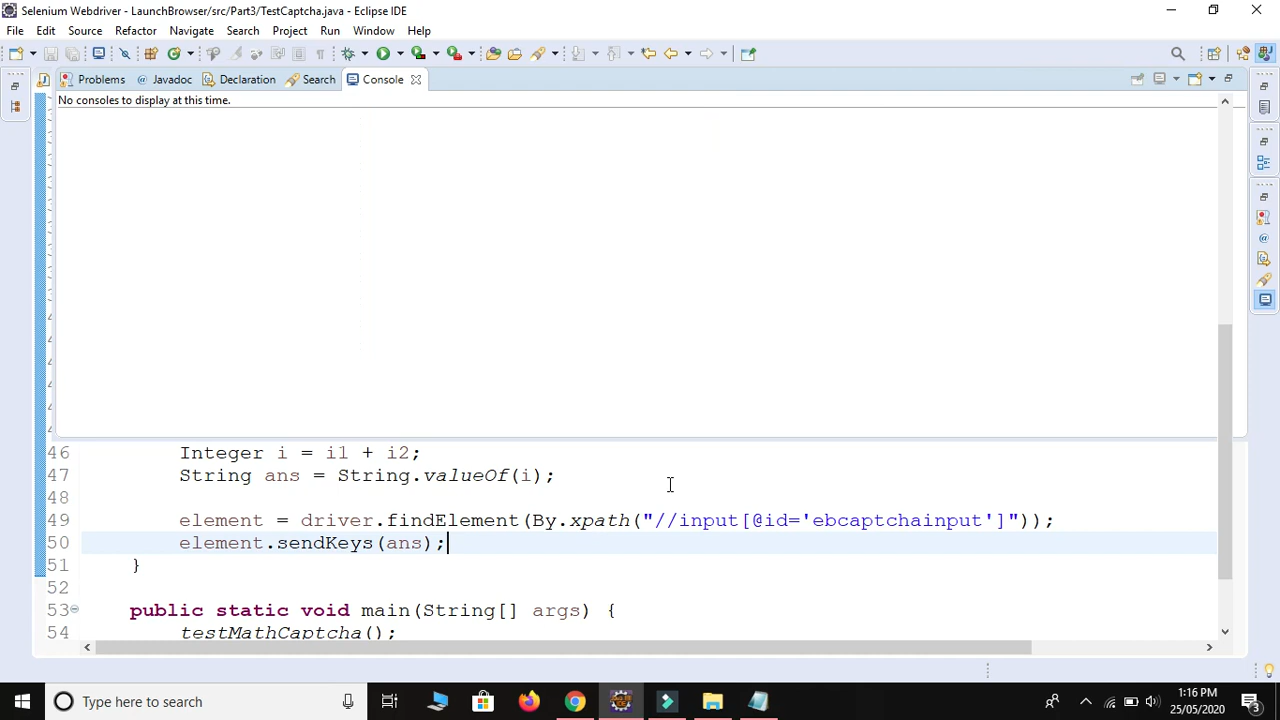 Selenium Webdriver - LaunchBrowser/src/Part3/TestCaptcha.java - Eclipse IDE
File Edit Source Refactor Navigate Search Project Run Window Help
Problems @ Javadoc Declaration Search Console
No consoles to display at this time.
46 Integer i = i1 + i2;
47 String ans = String.valueOf(i);
48
49 element = driver.findElement(By.xpath("//input[@id='ebcaptchainput']"));
50 element.sendKeys(ans);
51 }
52
53 public static void main(String[] args) {
54 testMathCaptcha();
Type here to search
1:16 PM
25/05/2020
3